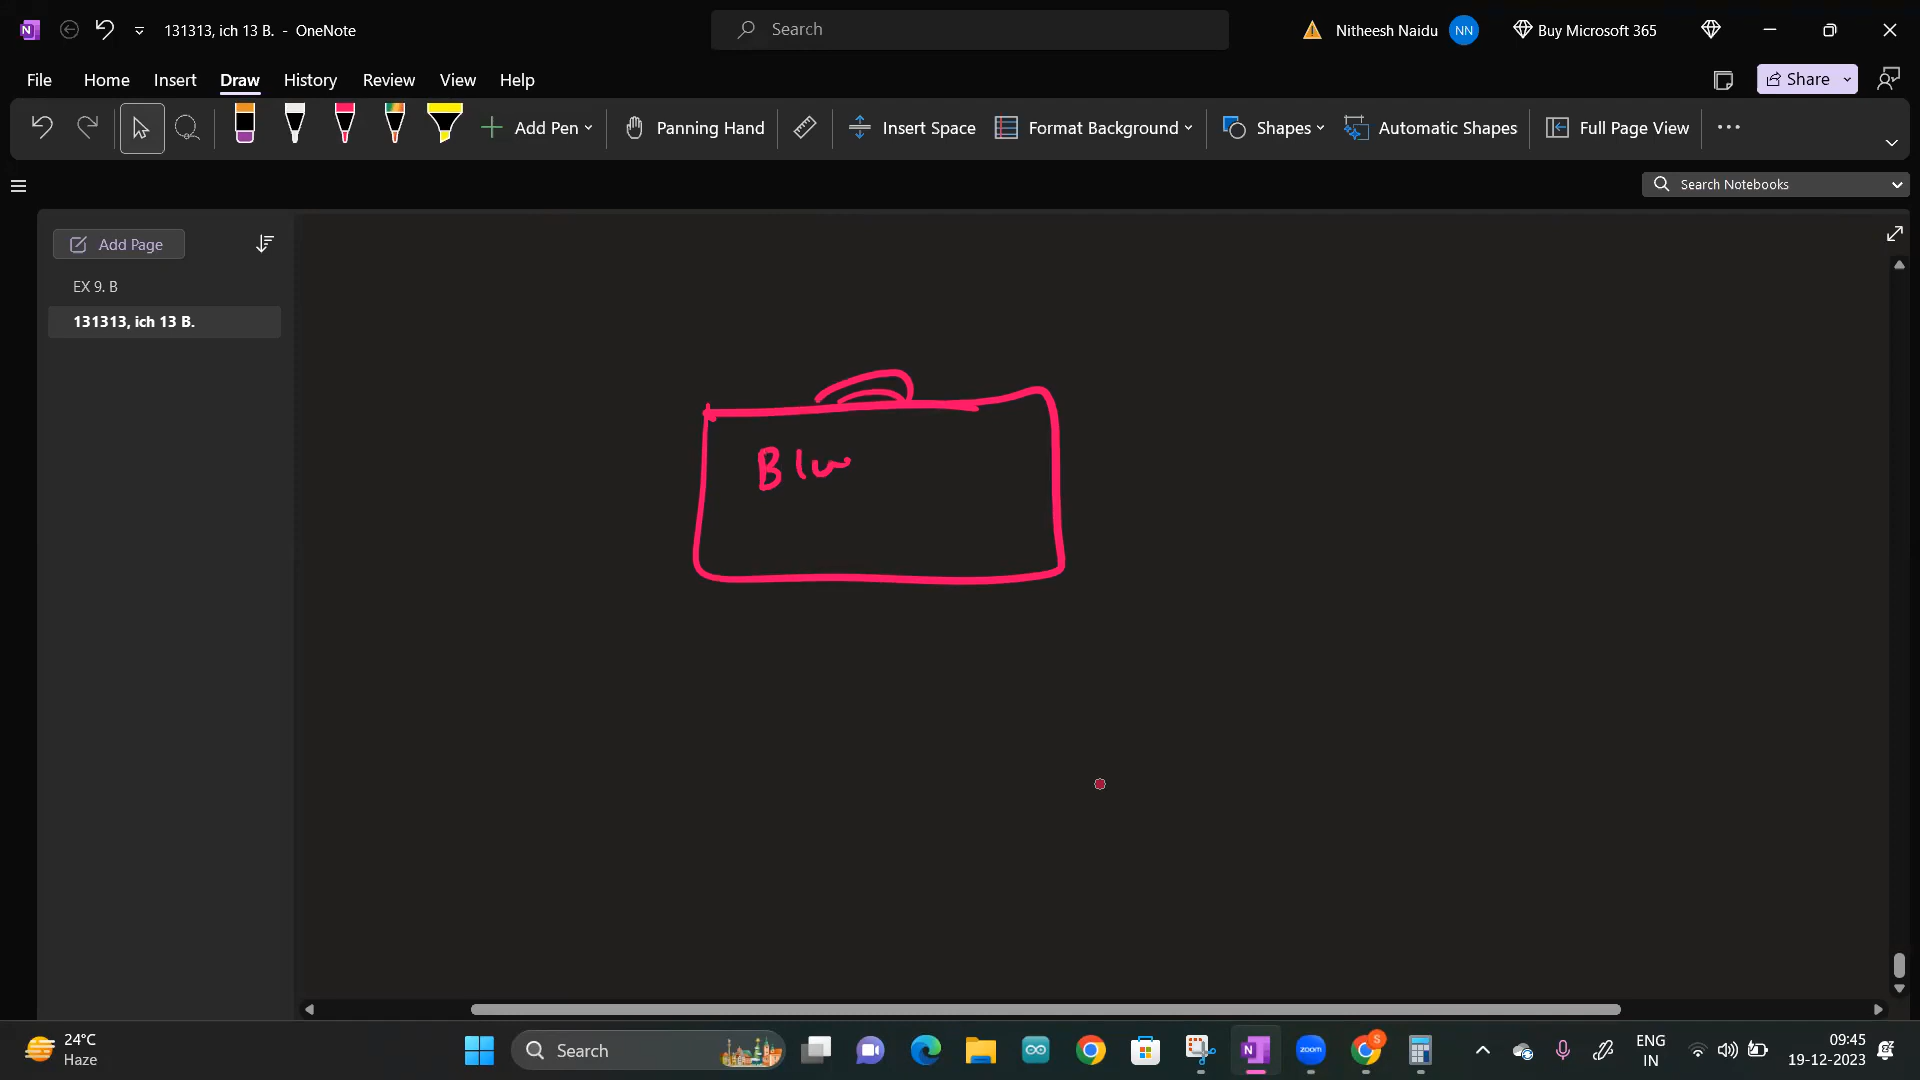 131313, ich 13 B. - OneNote
Search
Nitheesh Naidu
NN
Buy Microsoft 365
File
Home
Insert
Draw
History
Review
View
Help
Share
Add Pen
Panning Hand
Insert Space
Format Background
Shapes
Automatic Shapes
Full Page View
Search Notebooks
Add Page
EX 9. B
131313, ich 13 B.
24°C
Haze
Search
zoom
S
ENG
IN
09:45
19-12-2023